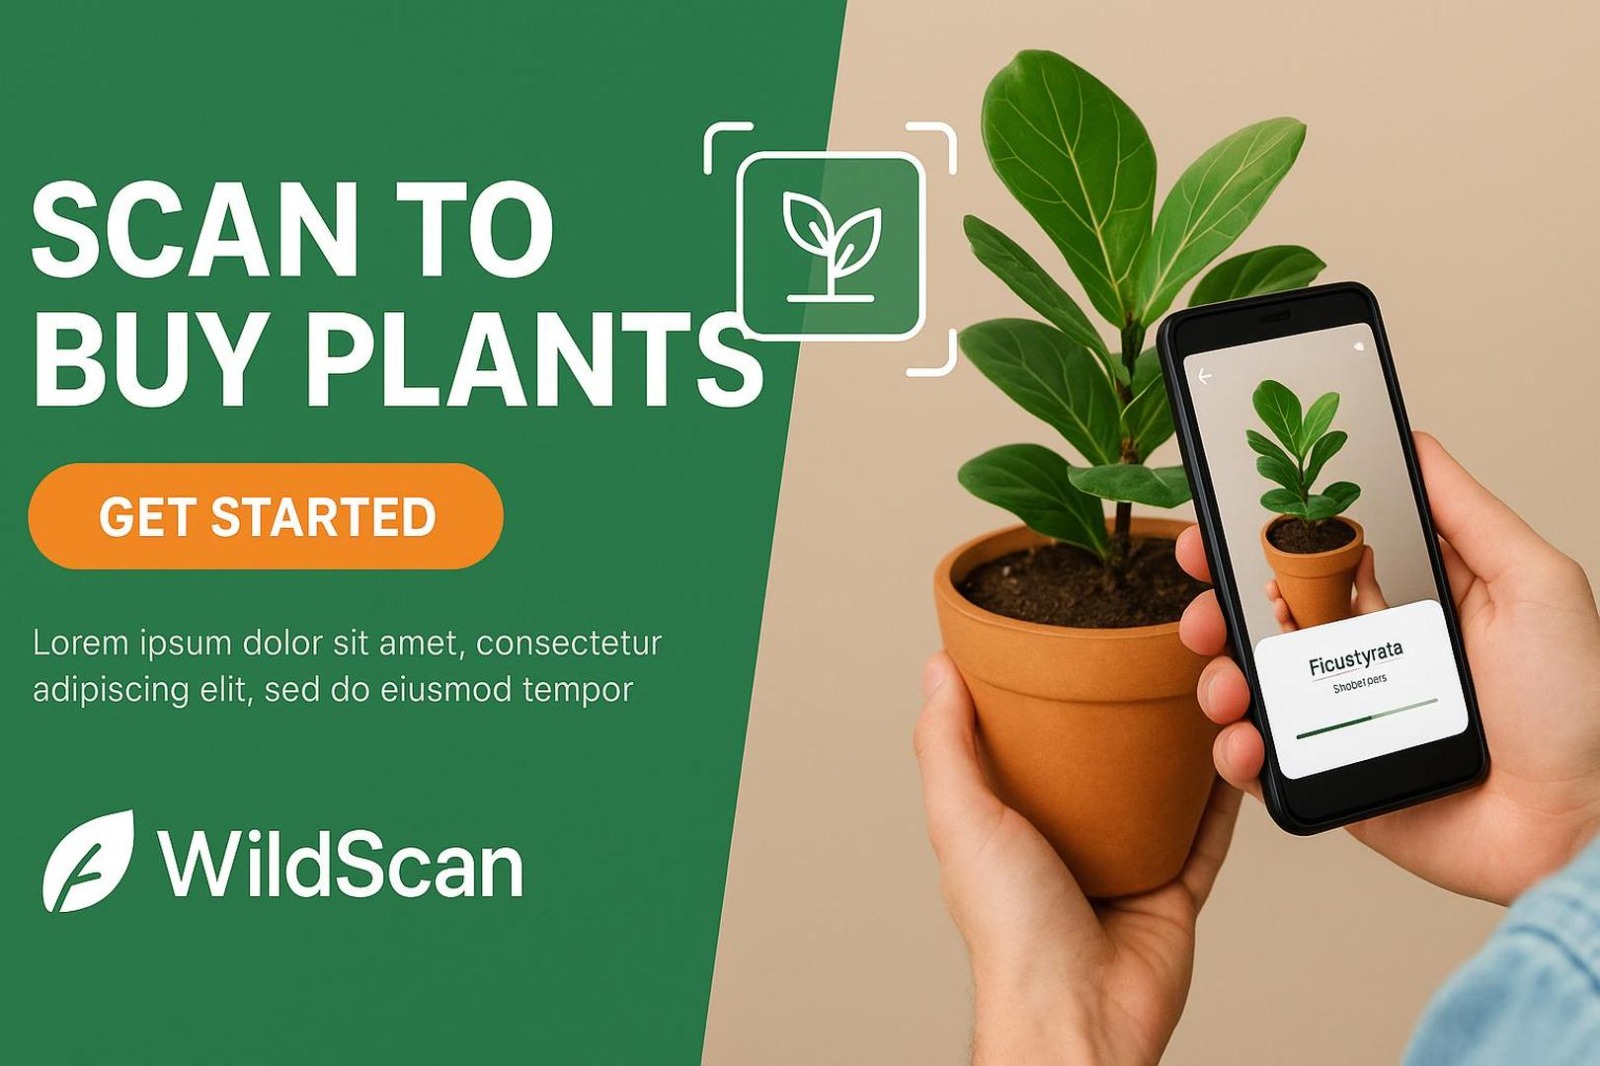 SCAN TO
BUY PLANTS
GET STARTED
Lorem ipsum dolor sit amet, consectetur
adipiscing elit, sed do eiusmod tempor
WildScan
Ficustyrata